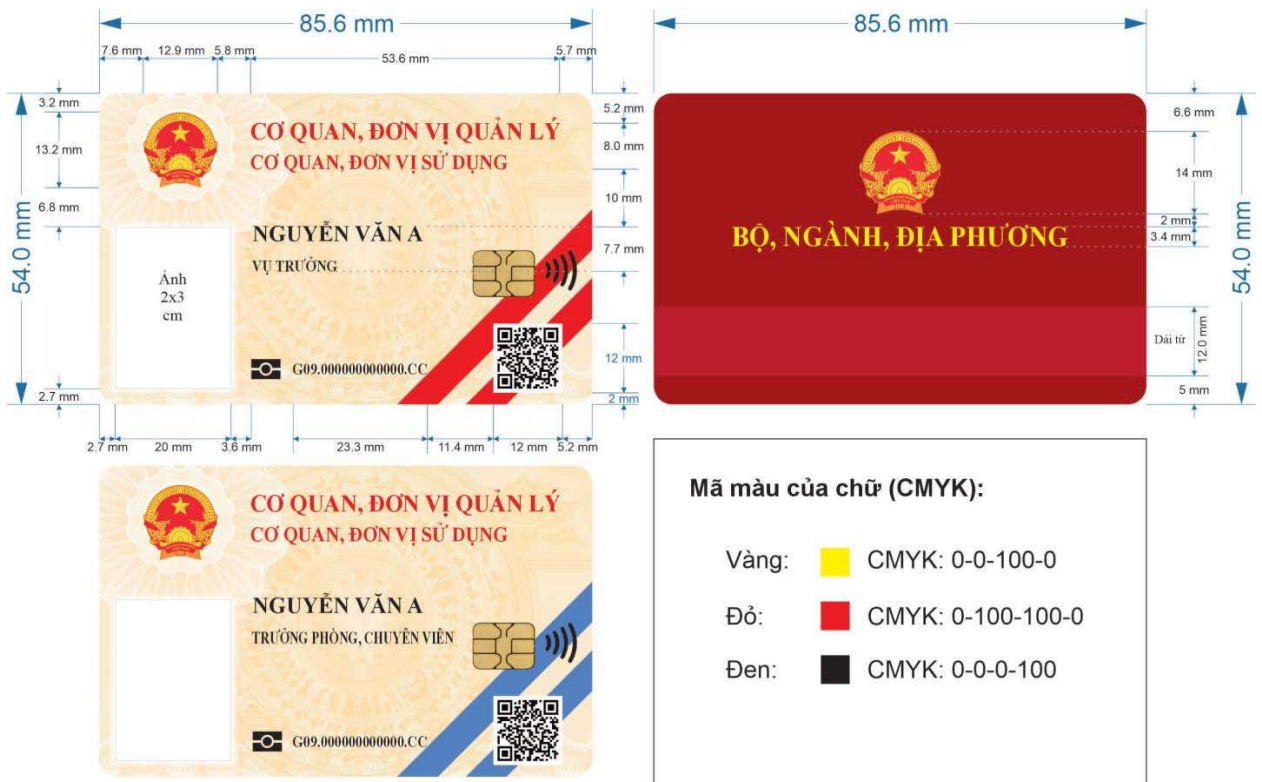 85.6 mm
7.6 mm
12.9 mm
5.8 mm
53.6 mm
5.7 mm
54.0 mm
3.2 mm
13.2 mm
6.8 mm
2.7 mm
CƠ QUAN, ĐƠN VỊ QUẢN LÝ
CƠ QUAN, ĐƠN VỊ SỬ DỤNG
NGUYỄN VĂN A
VỤ TRƯỞNG
Ảnh
2x3
cm
G09.000000000000.CC
5.2 mm
8.0 mm
10 mm
7.7 mm
12 mm
2 mm
2.7 mm
20 mm
3.6 mm
23.3 mm
11.4 mm
12 mm
5.2 mm
85.6 mm
BỘ, NGÀNH, ĐỊA PHƯƠNG
6.6 mm
14 mm
2 mm
3.4 mm
Dải từ
12.0 mm
5 mm
54.0 mm
CƠ QUAN, ĐƠN VỊ QUẢN LÝ
CƠ QUAN, ĐƠN VỊ SỬ DỤNG
NGUYỄN VĂN A
TRƯỞNG PHÒNG, CHUYÊN VIÊN
G09.000000000000.CC
Mã màu của chữ (CMYK):
Vàng: CMYK: 0-0-100-0
Đỏ: CMYK: 0-100-100-0
Đen: CMYK: 0-0-0-100